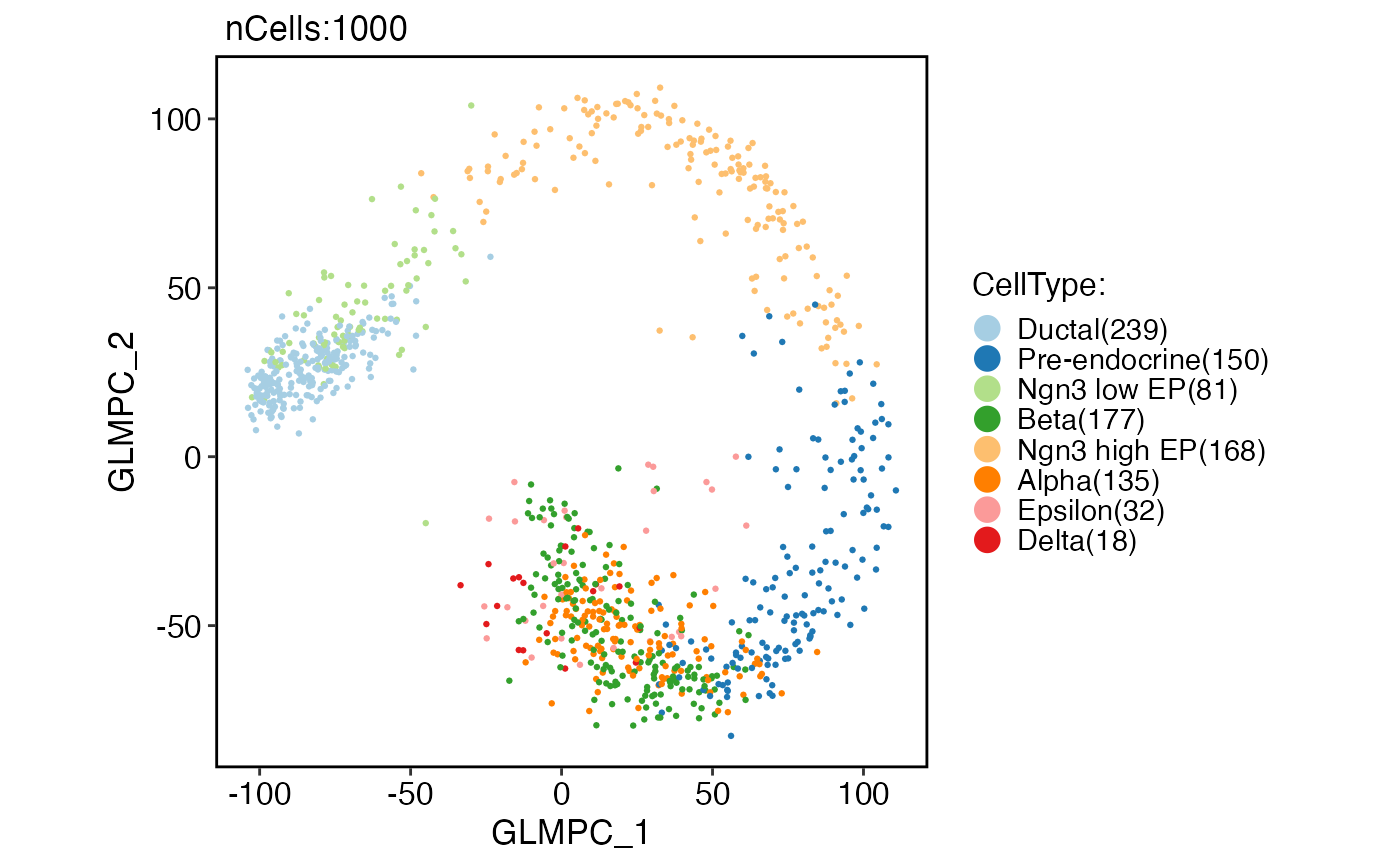 nCells:1000
100
50
0
-50
GLMPC_2
-100
-50
0
50
100
GLMPC_1
CellType:
Ductal(239)
Pre-endocrine(150)
Ngn3 low EP(81)
Beta(177)
Ngn3 high EP(168)
Alpha(135)
Epsilon(32)
Delta(18)